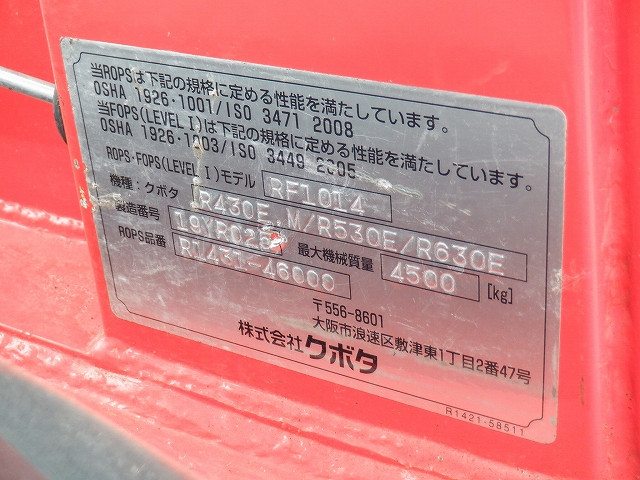 当ROPSは下記の規格に定める性能を満たしています。
OSHA 1926・1001/ISO 3471 2008
当FOPS(LEVEL I)は下記の規格に定める性能を満たしています。
OSHA 1926・1003/ISO 3449 2005
ROPS・FOPS(LEVEL I)モデル RF1014
機種:クボタ R430E,M/R530E/R630E
製造番号 19YR025
ROPS品番 R1431-46000 最大機械質量 4500 [kg]
〒556-8601
大阪市浪速区敷津東1丁目2番47号
株式会社クボタ
R1421-58511